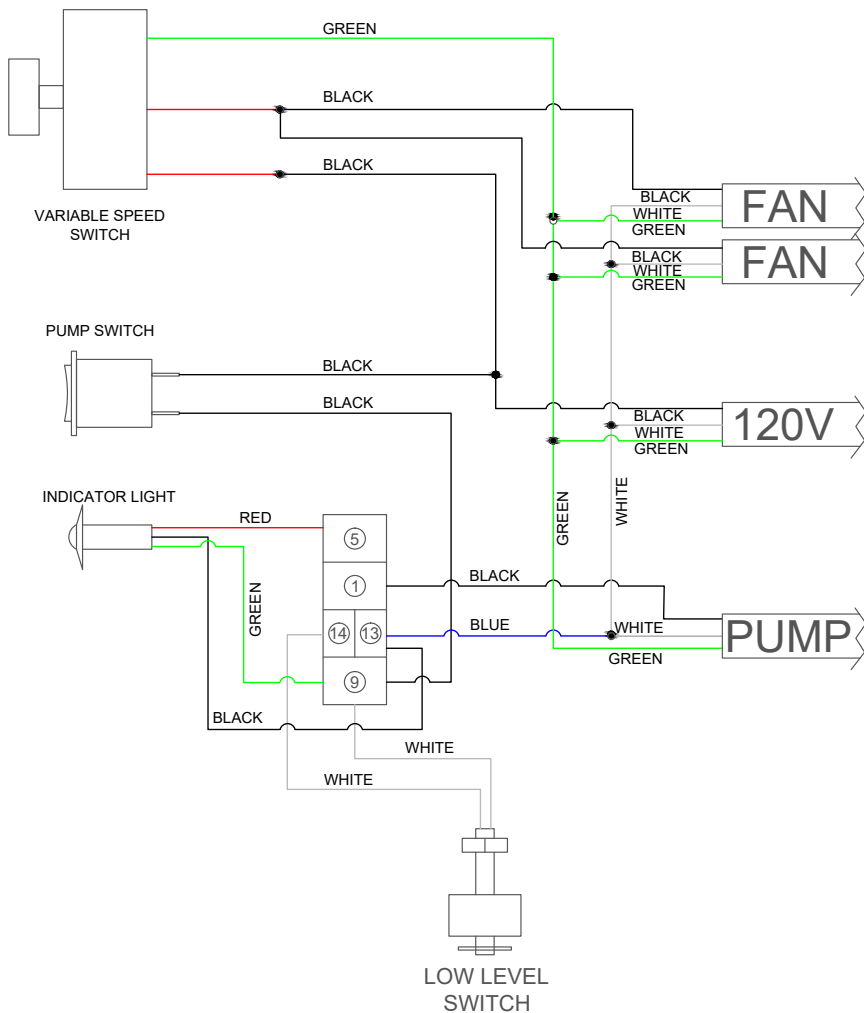 GREEN
BLACK
BLACK
VARIABLE SPEED
SWITCH
BLACK
WHITE
GREEN
FAN
BLACK
WHITE
GREEN
FAN
PUMP SWITCH
BLACK
BLACK
BLACK
WHITE
GREEN
120V
INDICATOR LIGHT
RED
GREEN
WHITE
GREEN
5
1
14
13
9
BLACK
BLUE
WHITE
GREEN
PUMP
BLACK
WHITE
WHITE
LOW LEVEL
SWITCH